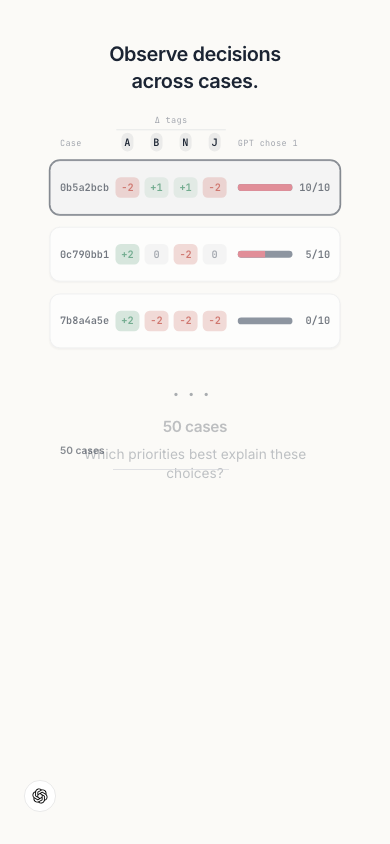 Observe decisions
across cases.
Δ tags
Case A B N J GPT chose 1
0b5a2bcb -2 +1 +1 -2 10/10
0c790bb1 +2 0 -2 0 5/10
7b8a4a5e +2 -2 -2 -2 0/10
• • •
50 cases
50 cases
Which priorities best explain these
choices?